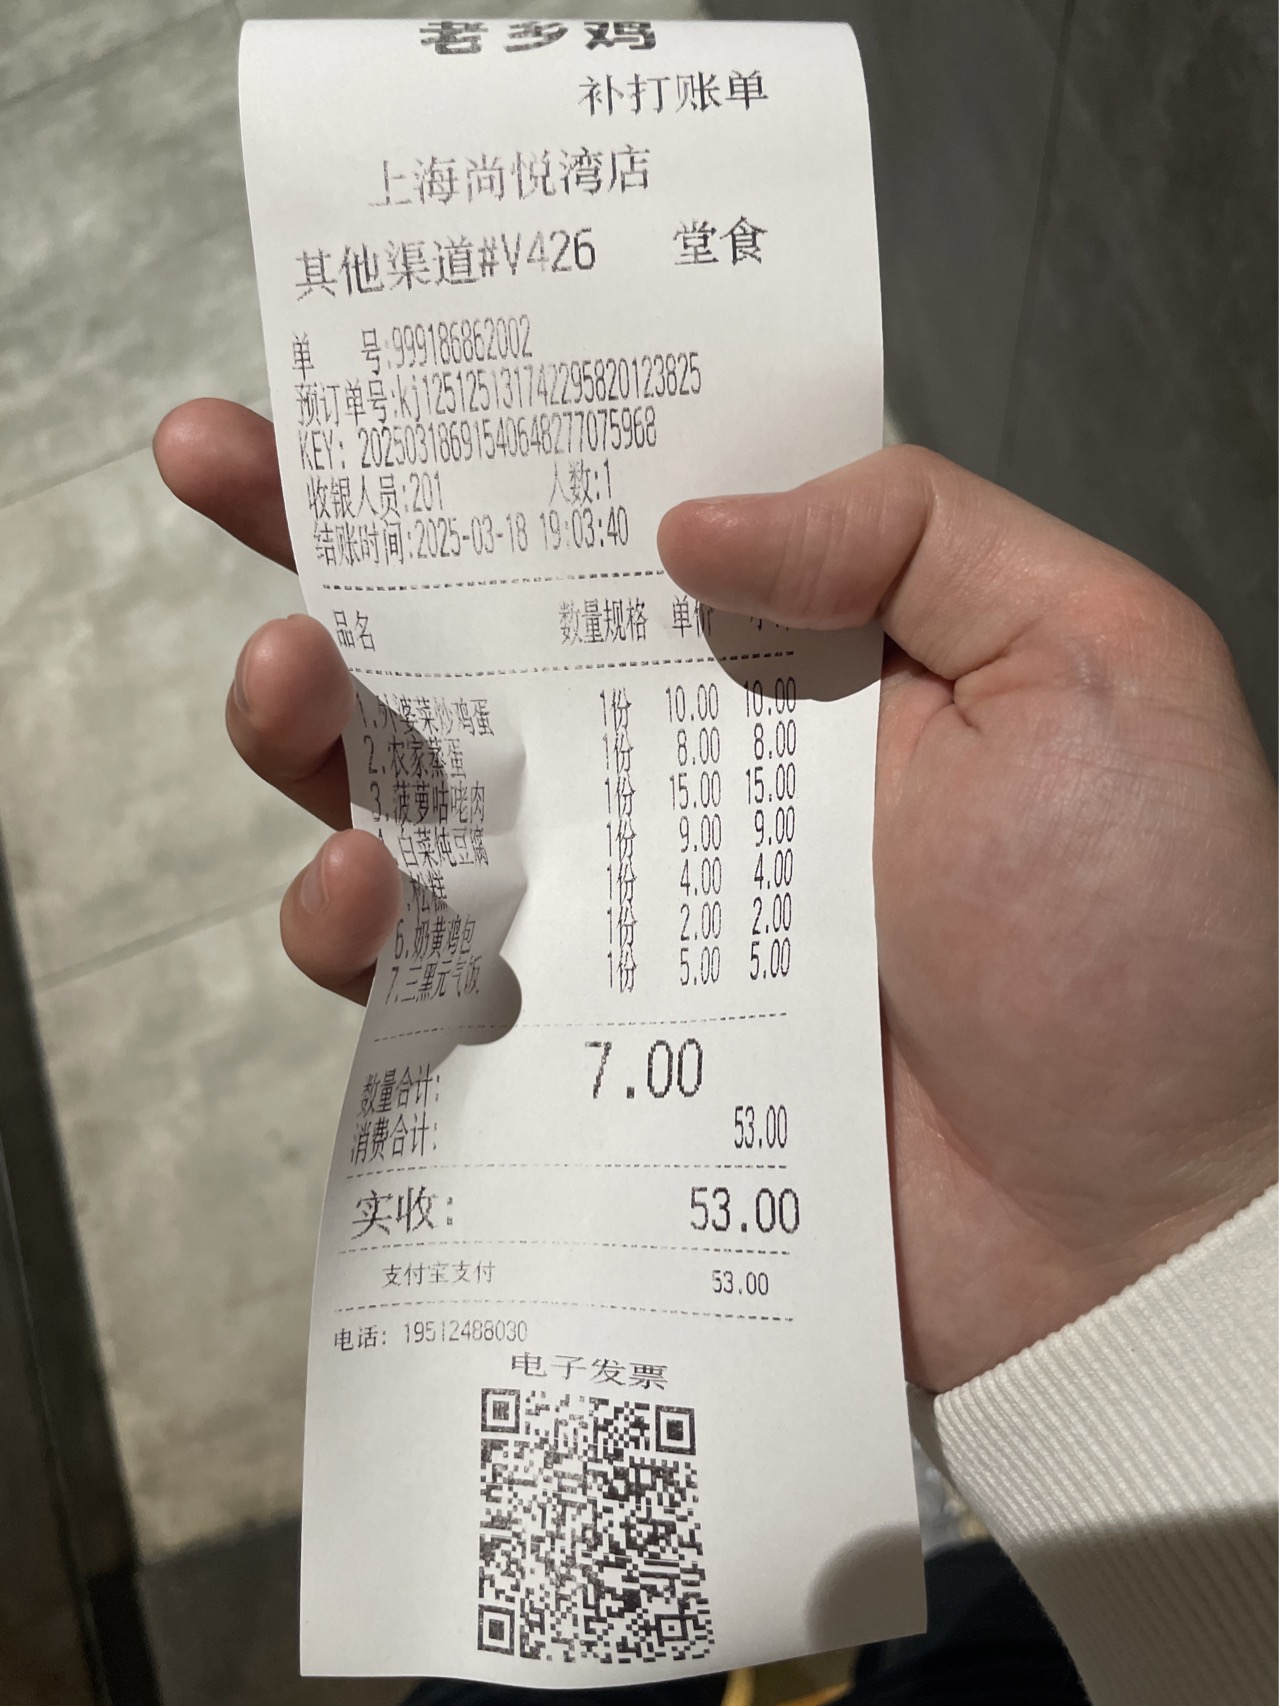 老乡鸡
补打账单
上海尚悦湾店
其他渠道#V426 堂食
单 号:999186862002
预订单号:kj12512513174229582012​3825
KEY: 20250318691540648277075968
收银人员:201 人数:1
结账时间:2025-03-18 19:03:40
品名 数量规格 单价
1.外婆菜炒鸡蛋 1份 10.00 10.00
2.农家蒸蛋 1份 8.00 8.00
3.菠萝咕咾肉 1份 15.00 15.00
.白菜炖豆腐 1份 9.00 9.00
.松糕 1份 4.00 4.00
6.奶黄鸡包 1份 2.00 2.00
7.三黑元气饭 1份 5.00 5.00
数量合计: 7.00
消费合计: 53.00
实收: 53.00
支付宝支付 53.00
电话: 19512488030
电子发票